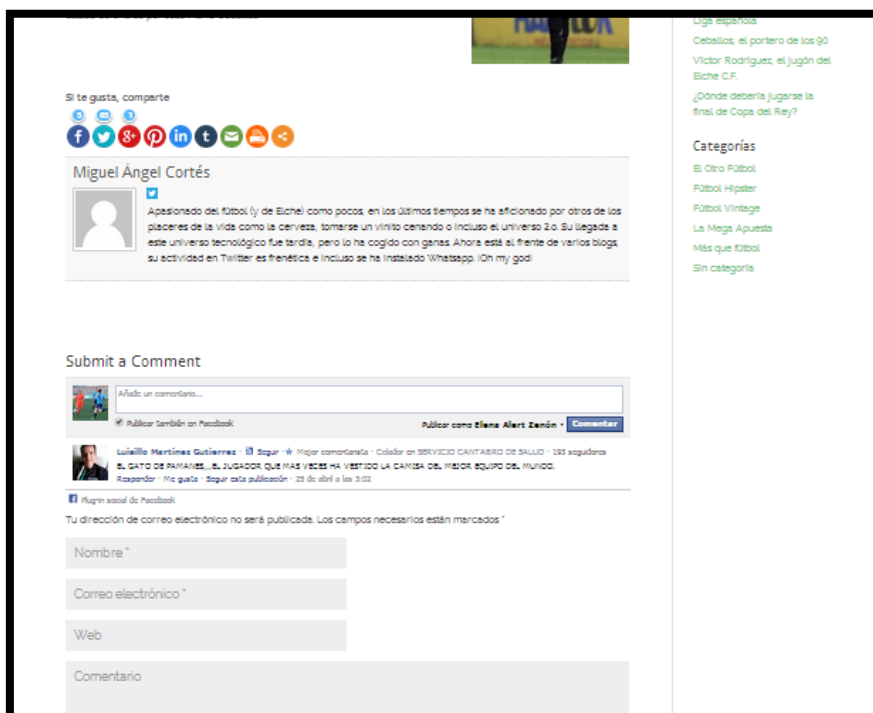 Liga española
Ceballos, el portero de los 90
Víctor Rodríguez, el jugón del
Elche C.F.
¿Dónde debería jugarse la
final de Copa del Rey?
Categorías
El Otro Fútbol
Fútbol Hipster
Fútbol Vintage
La Mega Apuesta
Más que fútbol
Sin categoría
Si te gusta, comparte
Miguel Ángel Cortés
Apasionado del fútbol (y de Elche) como pocos, en los últimos tiempos se ha aficionado por otros de los
placeres de la vida como la cerveza, tomarse un vinito cenando o incluso el universo 2.0. Su llegada a
este universo tecnológico fue tardía, pero lo ha cogido con ganas. Ahora está al frente de varios blogs,
su actividad en Twitter es frenética e incluso se ha instalado Whatsapp. ¡Oh my god!
Submit a Comment
Añade un comentario...
Publicar también en Facebook
Publicar como Elena Alert Zenón
Comentar
Luisillo Martinez Gutierrez · Seguir · Mejor comentarista · Celador en SERVICIO CANTABRO DE SALUD · 193 seguidores
EL GATO DE PAMANES,,,EL JUGADOR QUE MAS VECES HA VESTIDO LA CAMISA DEL MEJOR EQUIPO DEL MUNDO.
Responder · Me gusta · Seguir esta publicación · 25 de abril a las 3:02
Plug-in social de Facebook
Tu dirección de correo electrónico no será publicada. Los campos necesarios están marcados *
Nombre *
Correo electrónico *
Web
Comentario